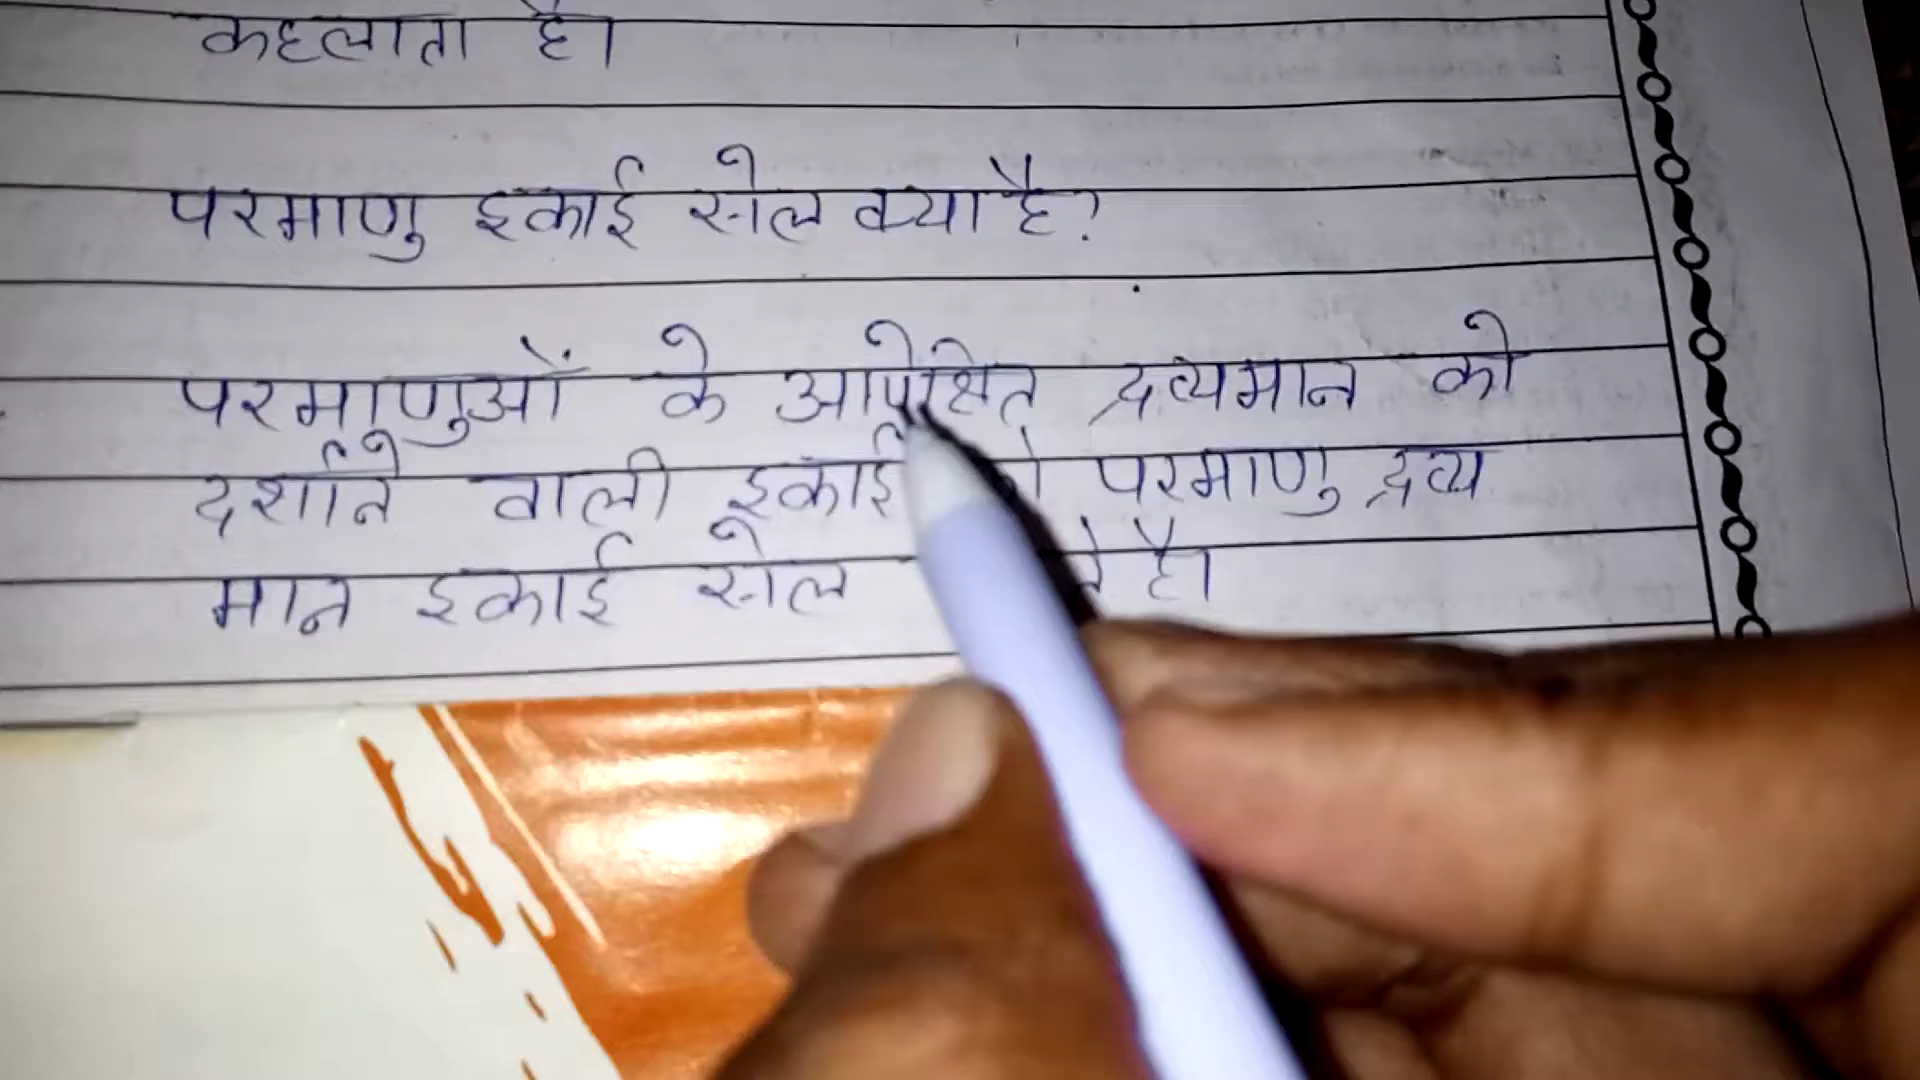 कहलाता है।
परमाणु इकाई सेल क्या है?
परमाणुओं के आपेक्षित द्रव्यमान को
दर्शाने वाली इकाई परमाणु द्रव्य
मान इकाई सेल है।